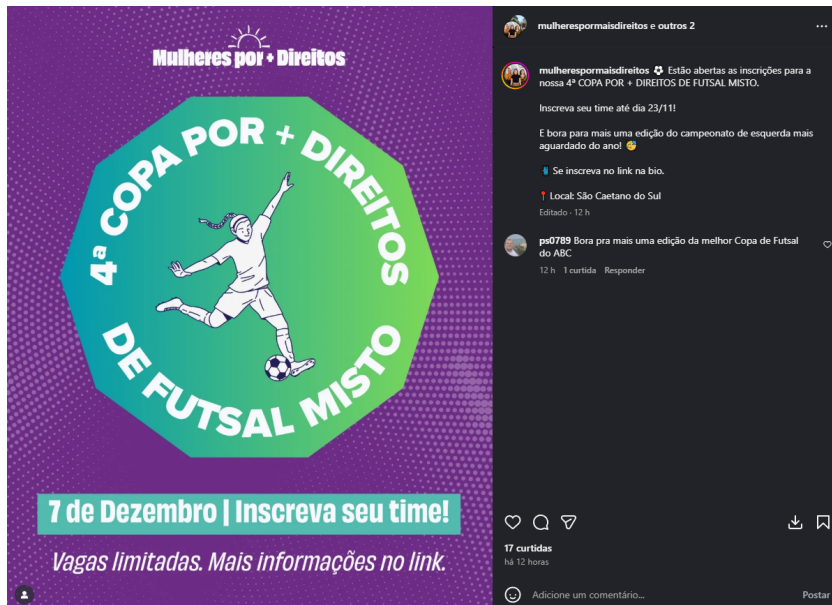 Mulheres por + Direitos
4ª COPA POR + DIREITOS
DE FUTSAL MISTO
7 de Dezembro | Inscreva seu time!
Vagas limitadas. Mais informações no link.
mulherespormaisdireitos e outros 2
mulherespormaisdireitos ⚽ Estão abertas as inscrições para a
nossa 4ª COPA POR + DIREITOS DE FUTSAL MISTO.
Inscreva seu time até dia 23/11!
E bora para mais uma edição do campeonato de esquerda mais
aguardado do ano! 🥳
📲 Se inscreva no link na bio.
📍 Local: São Caetano do Sul
Editado · 12 h
ps0789 Bora pra mais uma edição da melhor Copa de Futsal
do ABC
12 h 1 curtida Responder
17 curtidas
há 12 horas
Adicione um comentário...
Postar